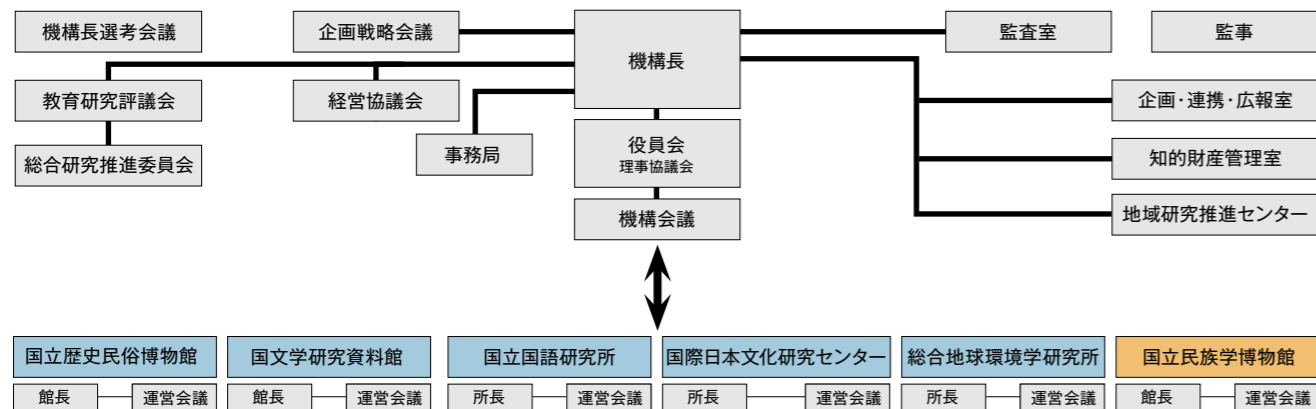 機構長選考会議
企画戦略会議
機構長
監査室
監事
教育研究評議会
経営協議会
企画・連携・広報室
総合研究推進委員会
事務局
役員会
理事協議会
知的財産管理室
機構会議
地域研究推進センター
国立歴史民俗博物館
国文学研究資料館
国立国語研究所
国際日本文化研究センター
総合地球環境学研究所
国立民族学博物館
館長
運営会議
館長
運営会議
所長
運営会議
所長
運営会議
所長
運営会議
館長
運営会議